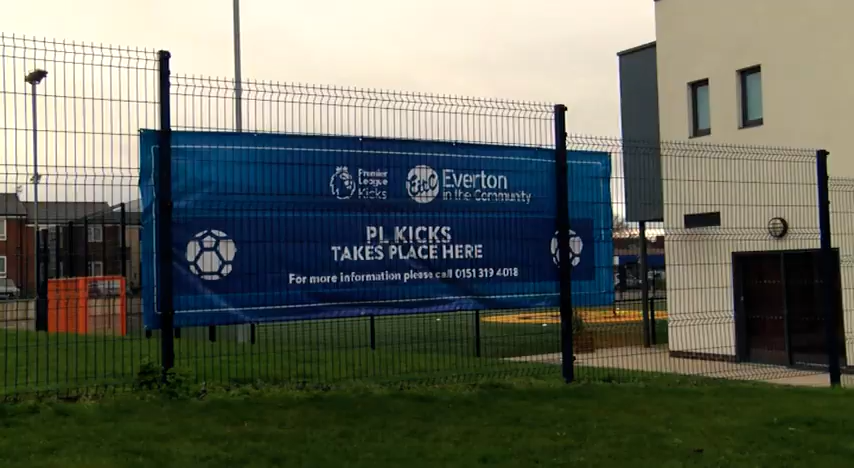 Premier
League
Kicks
EitC
Everton
in the Community
PL KICKS
TAKES PLACE HERE
For more information please call 0151 319 4018